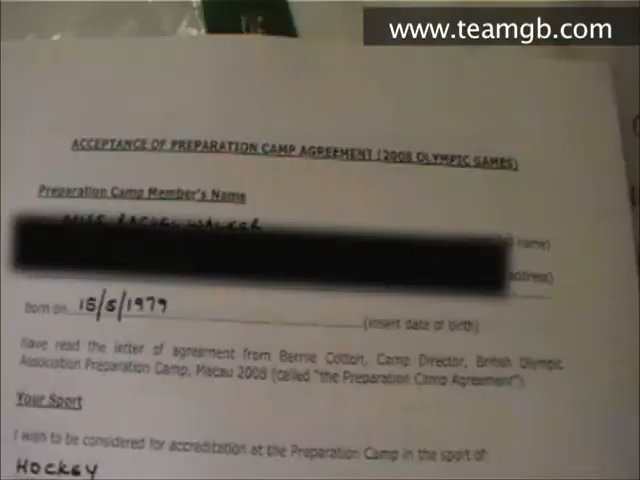 www.teamgb.com
ACCEPTANCE OF PREPARATION CAMP AGREEMENT (2008 OLYMPIC GAMES)
Preparation Camp Member's Name
name)
address)
born on 15/5/1979 (insert date of birth)
have read the letter of agreement from Bernie Cotton, Camp Director, British Olympic
Association Preparation Camp, Macau 2008 (called "the Preparation Camp Agreement").
Your Sport
I wish to be considered for accreditation at the Preparation Camp in the sport of:
HOCKEY